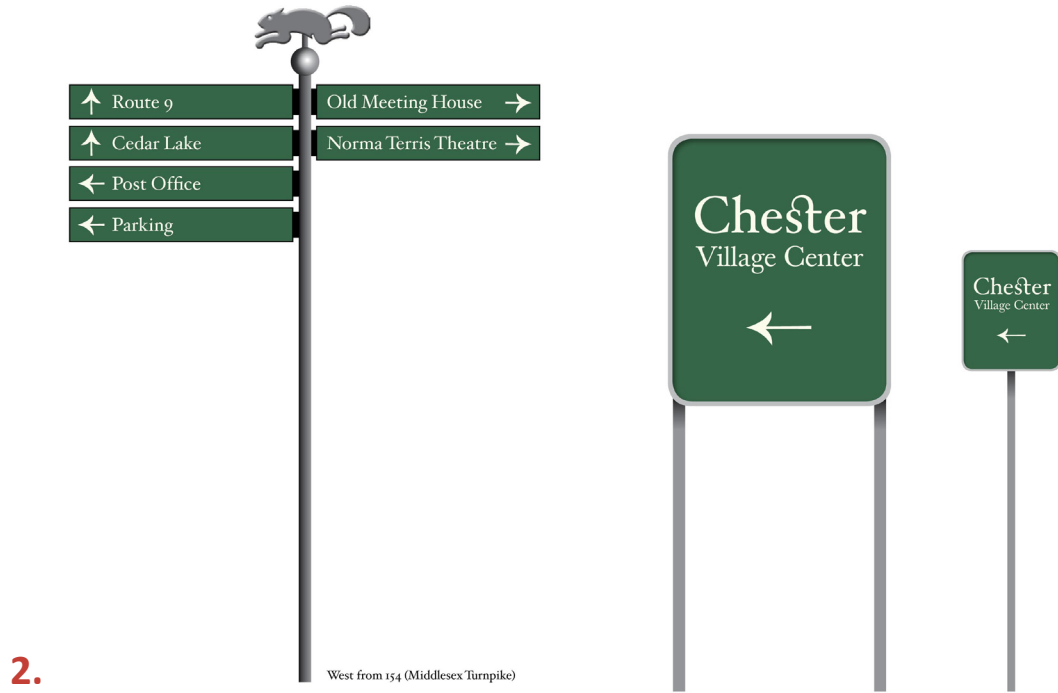 Route 9
Cedar Lake
Post Office
Parking
Old Meeting House
Norma Terris Theatre
Chester
Village Center
Chester
Village Center
2.
West from 154 (Middlesex Turnpike)